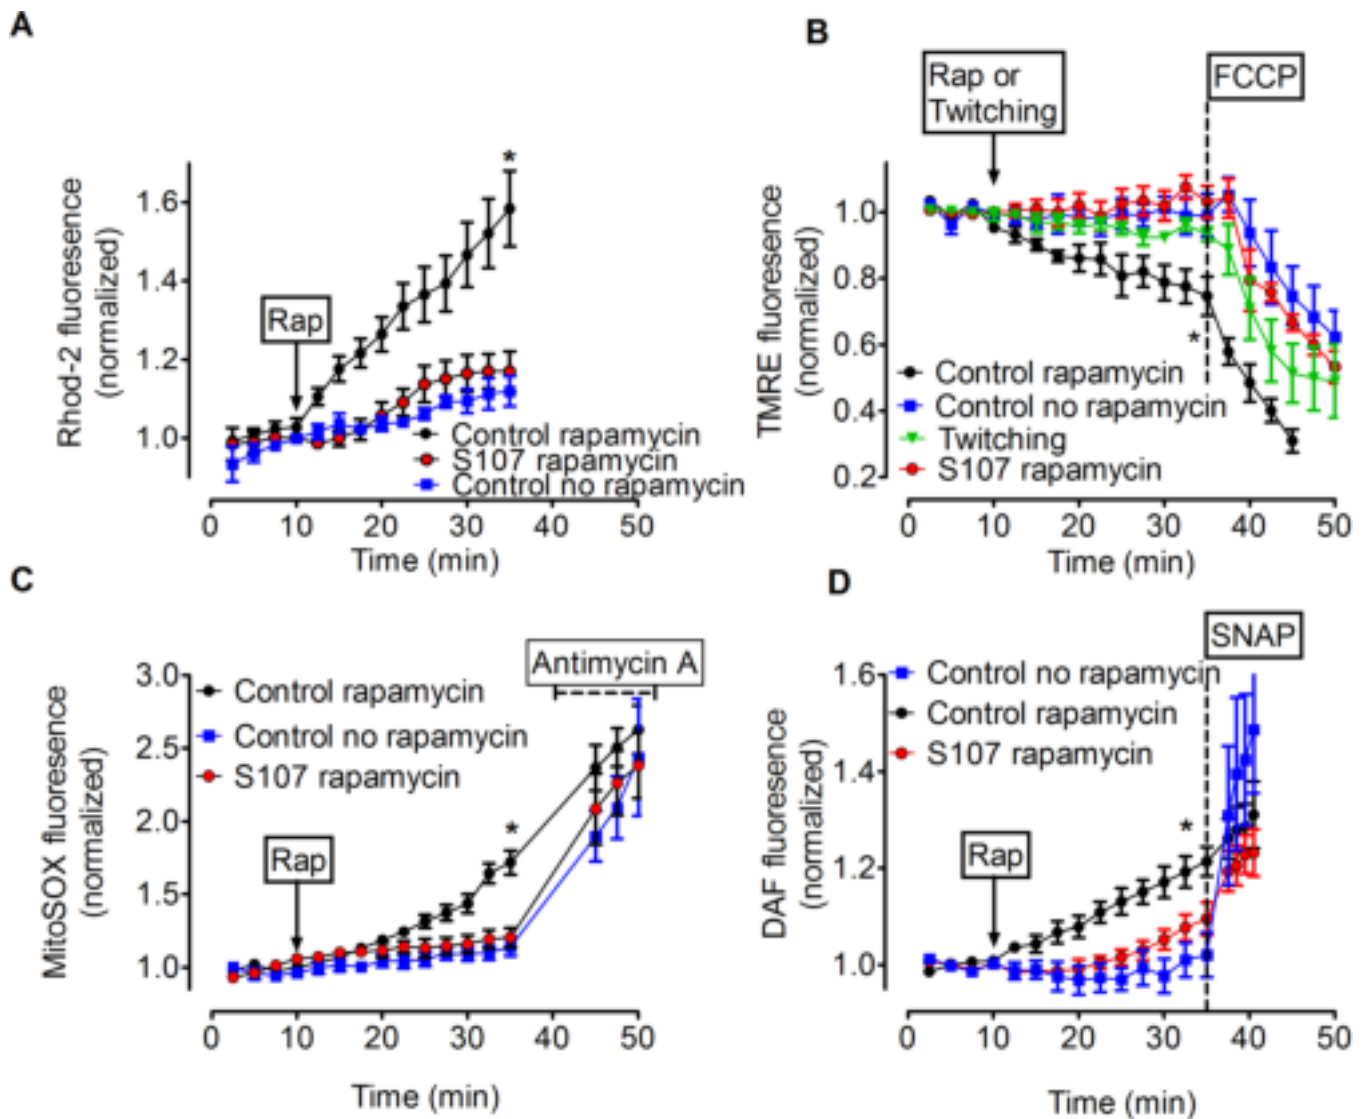 A
Rhod-2 fluoresence
(normalized)
1.6
1.4
1.2
1.0
Rap
*
Control rapamycin
S107 rapamycin
Control no rapamycin
0 10 20 30 40 50
Time (min)
B
Rap or
Twitching
FCCP
TMRE fluoresence
(normalized)
1.0
0.8
0.6
0.4
0.2
*
Control rapamycin
Control no rapamycin
Twitching
S107 rapamycin
0 10 20 30 40 50
Time (min)
C
MitoSOX fluoresence
(normalized)
3.0
2.5
2.0
1.5
1.0
Control rapamycin
Control no rapamycin
S107 rapamycin
Antimycin A
Rap
*
0 10 20 30 40 50
Time (min)
D
SNAP
DAF fluoresence
(normalized)
1.6
1.4
1.2
1.0
Control no rapamycin
Control rapamycin
S107 rapamycin
Rap
*
0 10 20 30 40 50
Time (min)